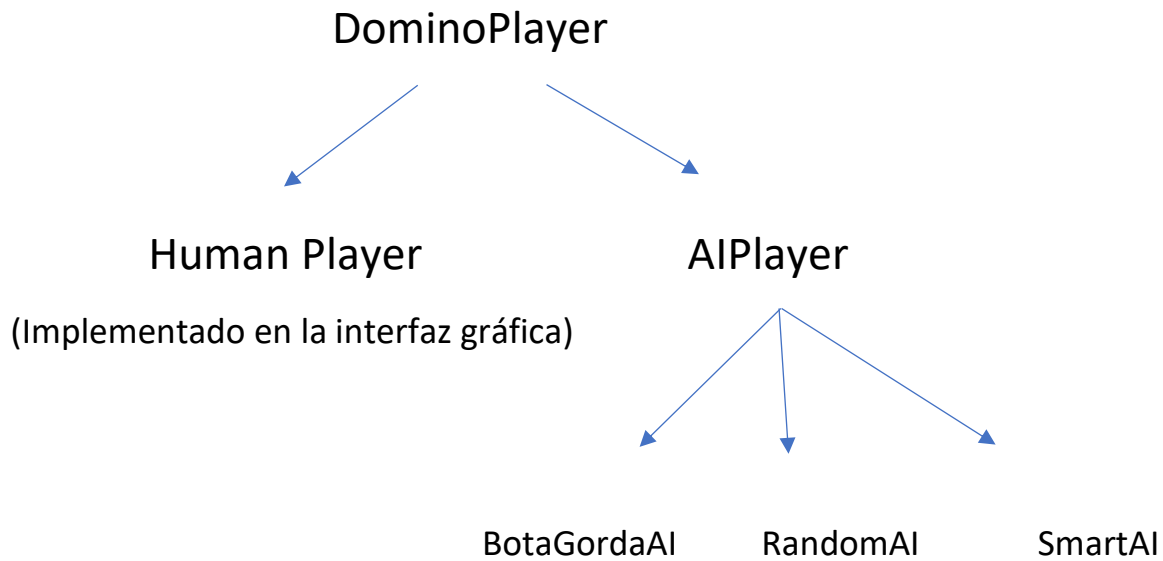 DominoPlayer
Human Player
AIPlayer
(Implementado en la interfaz gráfica)
BotaGordaAI
RandomAI
SmartAI